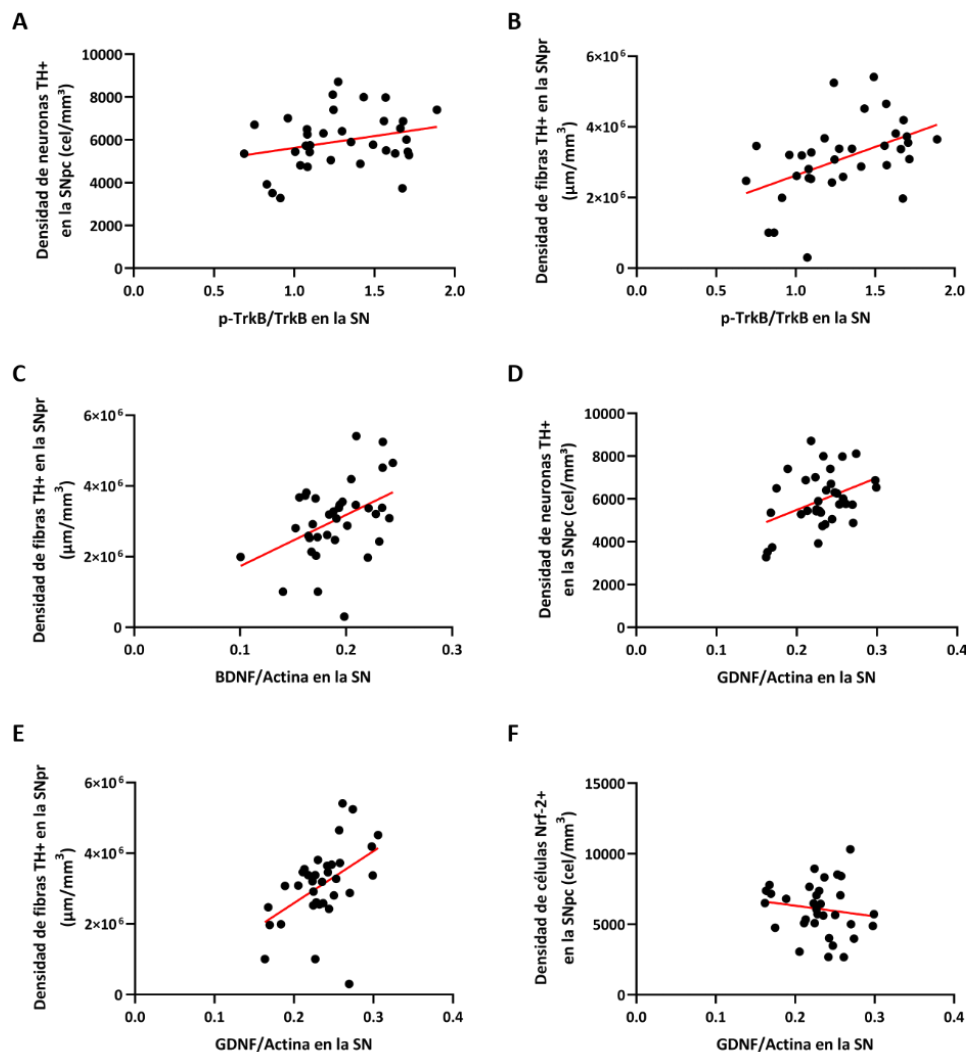 A
Densidad de neuronas TH+
en la SNpc (cel/mm³)
10000
8000
6000
4000
2000
0
0.0 0.5 1.0 1.5 2.0
p-TrkB/TrkB en la SN
B
Densidad de fibras TH+ en la SNpr
(µm/mm³)
6×10⁶
4×10⁶
2×10⁶
0
0.0 0.5 1.0 1.5 2.0
p-TrkB/TrkB en la SN
C
Densidad de fibras TH+ en la SNpr
(µm/mm³)
6×10⁶
4×10⁶
2×10⁶
0
0.0 0.1 0.2 0.3
BDNF/Actina en la SN
D
Densidad de neuronas TH+
en la SNpc (cel/mm³)
10000
8000
6000
4000
2000
0
0.0 0.1 0.2 0.3 0.4
GDNF/Actina en la SN
E
Densidad de fibras TH+ en la SNpr
(µm/mm³)
6×10⁶
4×10⁶
2×10⁶
0
0.0 0.1 0.2 0.3 0.4
GDNF/Actina en la SN
F
Densidad de células Nrf-2+
en la SNpc (cel/mm³)
15000
10000
5000
0
0.0 0.1 0.2 0.3 0.4
GDNF/Actina en la SN